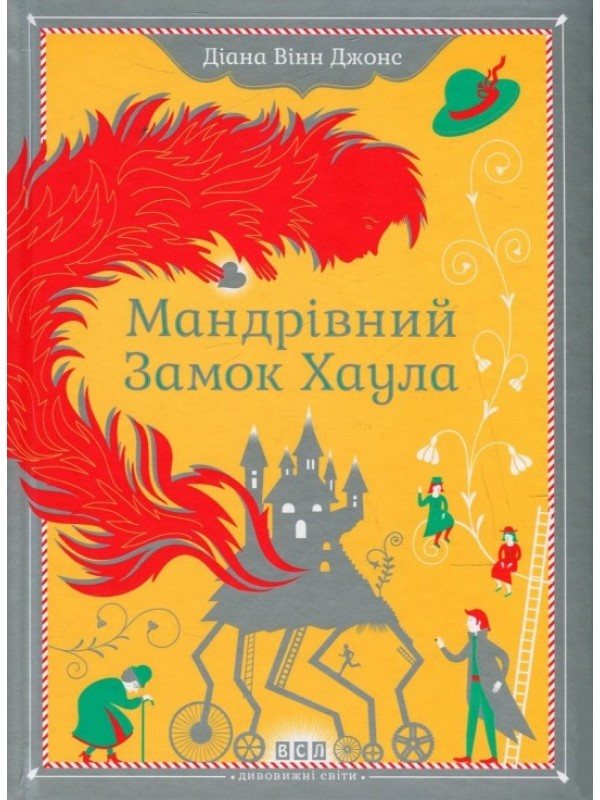 Діана Вінн Джонс
Мандрівний
Замок Хаула
ВСЛ
ДИВОВИЖНІ СВІТИ